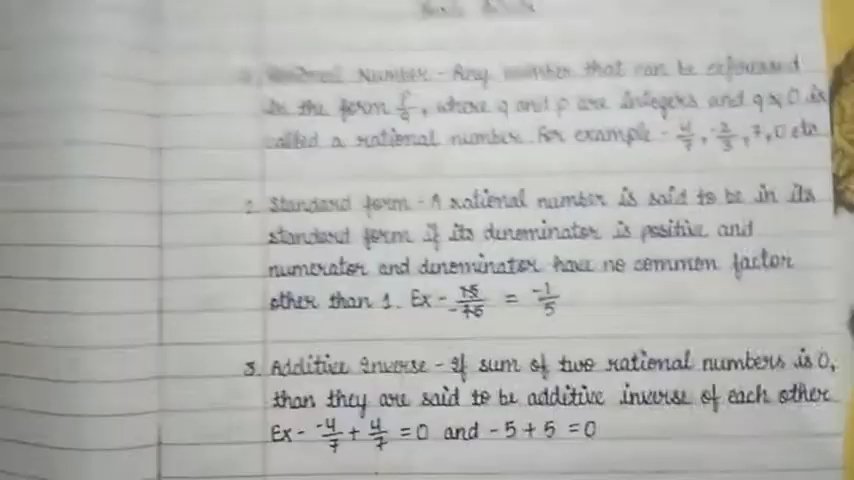 Number - Any number that can be expressed
in the form p/q, where q and p are integers and q ≠ 0 is
called a rational number. For example - 4/7, -2/3, 7, 0 etc
2. Standard form - A rational number is said to be in its
standard form if its denominator is positive and
numerator and denominator have no common factor
other than 1. Ex - = -1/5
3. Additive Inverse - If sum of two rational numbers is 0,
than they are said to be additive inverse of each other
Ex - -4/7 + 4/7 = 0 and -5 + 5 = 0